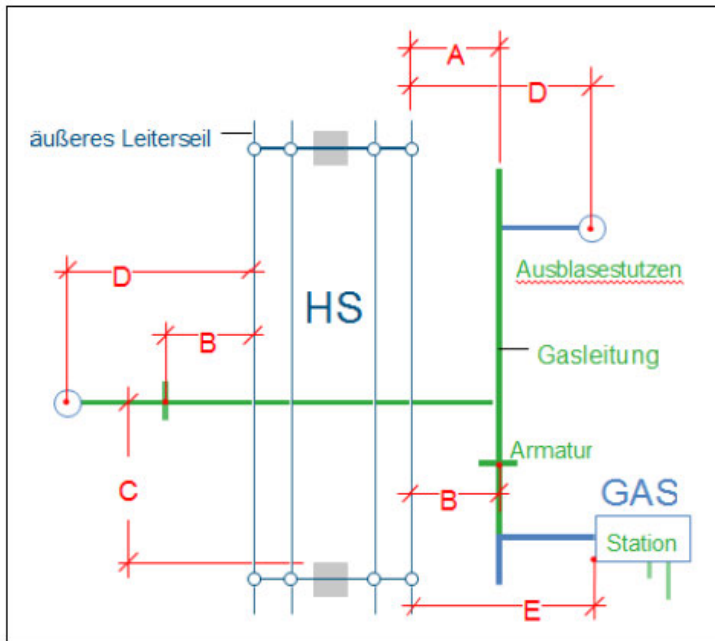 A
D
äußeres Leiterseil
D
Ausblasestutzen
HS
B
Gasleitung
Armatur
C
B
GAS
Station
E